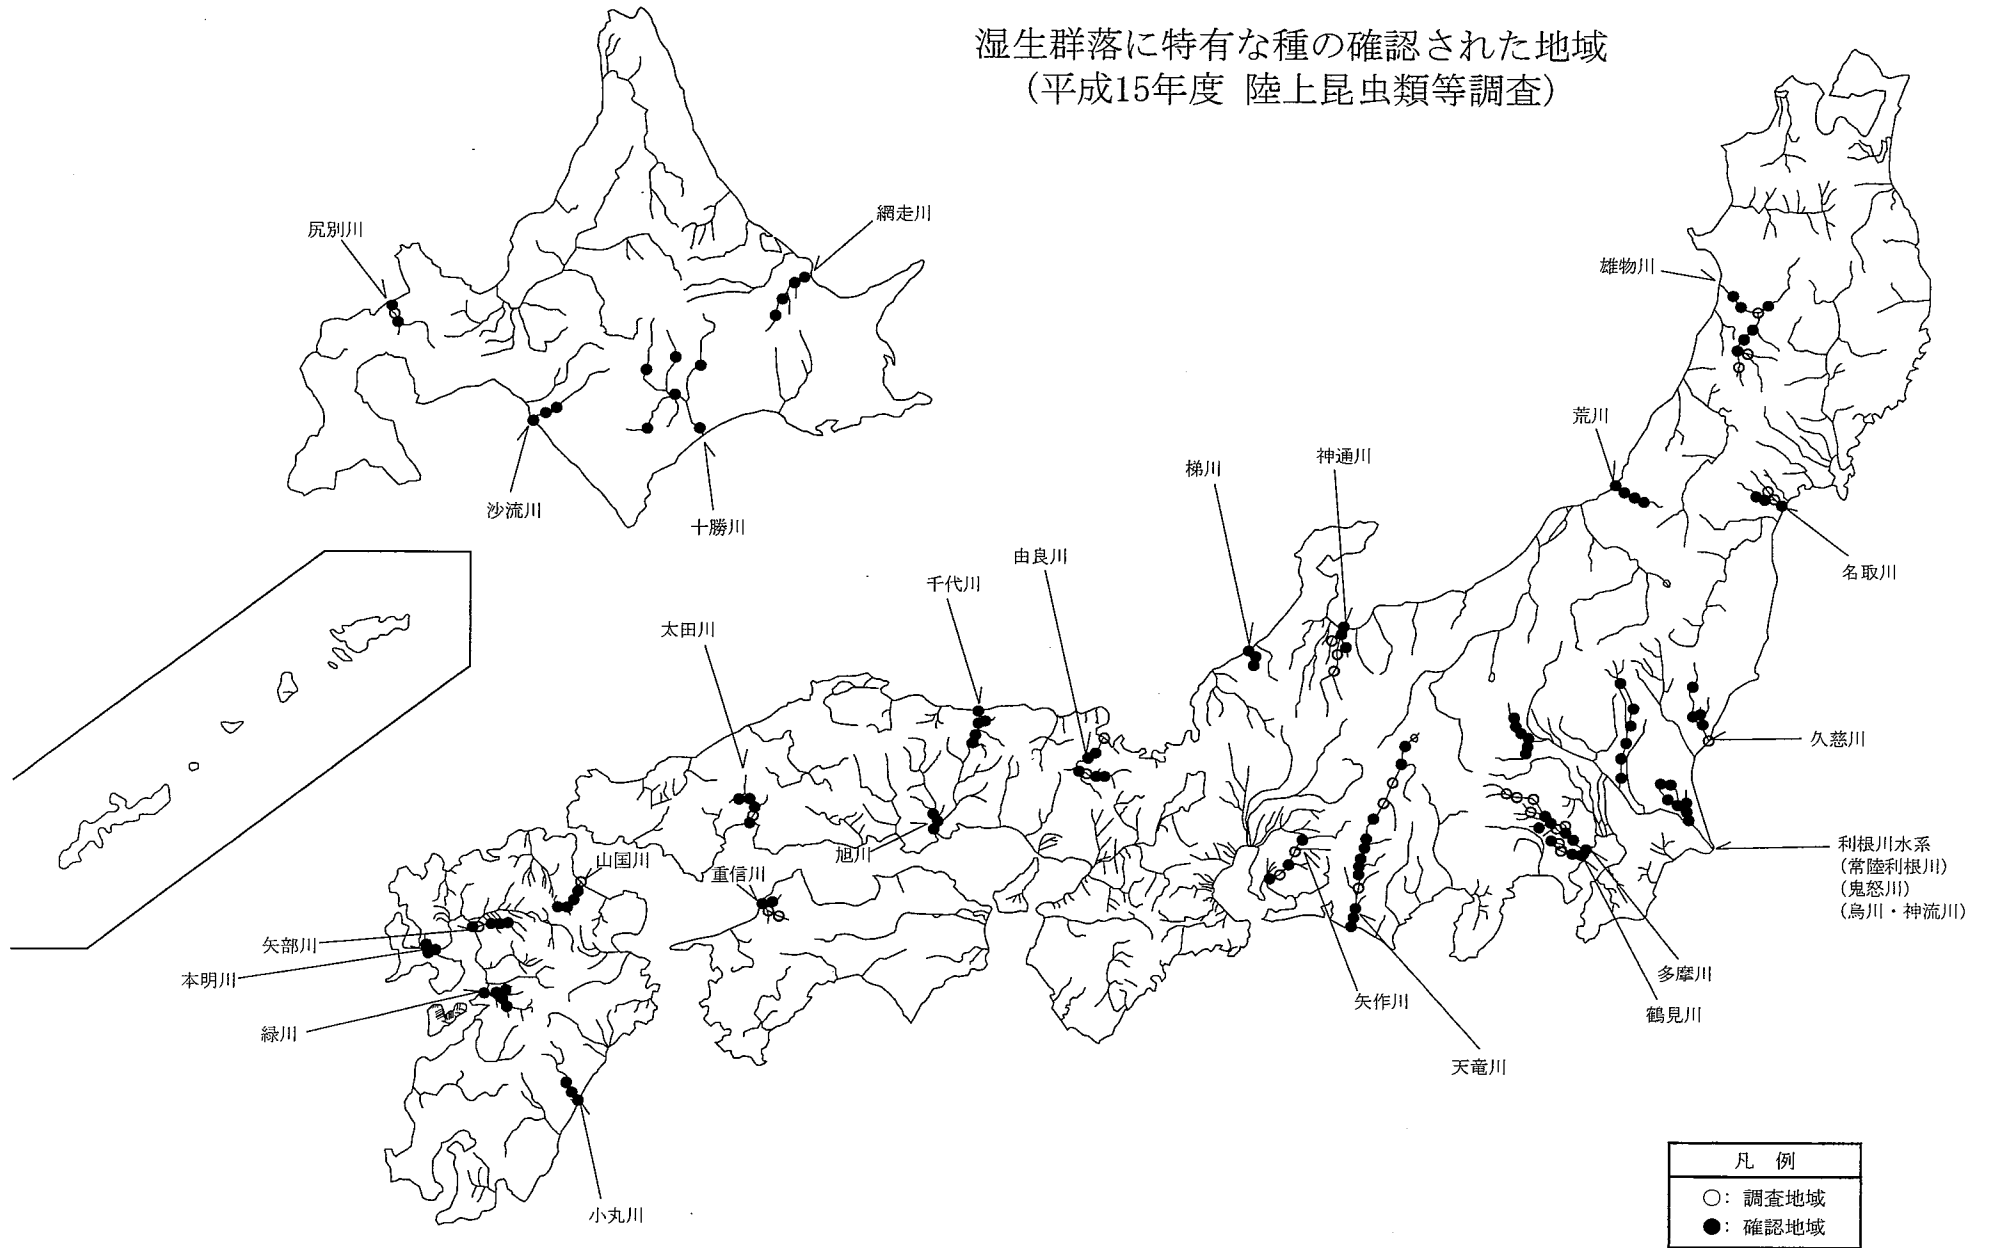 湿生群落に特有な種の確認された地域
(平成15年度 陸上昆虫類等調査)
尻別川
網走川
沙流川
十勝川
雄物川
荒川
名取川
梯川
神通川
由良川
千代川
太田川
久慈川
利根川水系
(常陸利根川)
(鬼怒川)
(烏川・神流川)
多摩川
鶴見川
矢作川
天竜川
旭川
重信川
山国川
矢部川
本明川
緑川
小丸川
凡 例
○: 調査地域
●: 確認地域